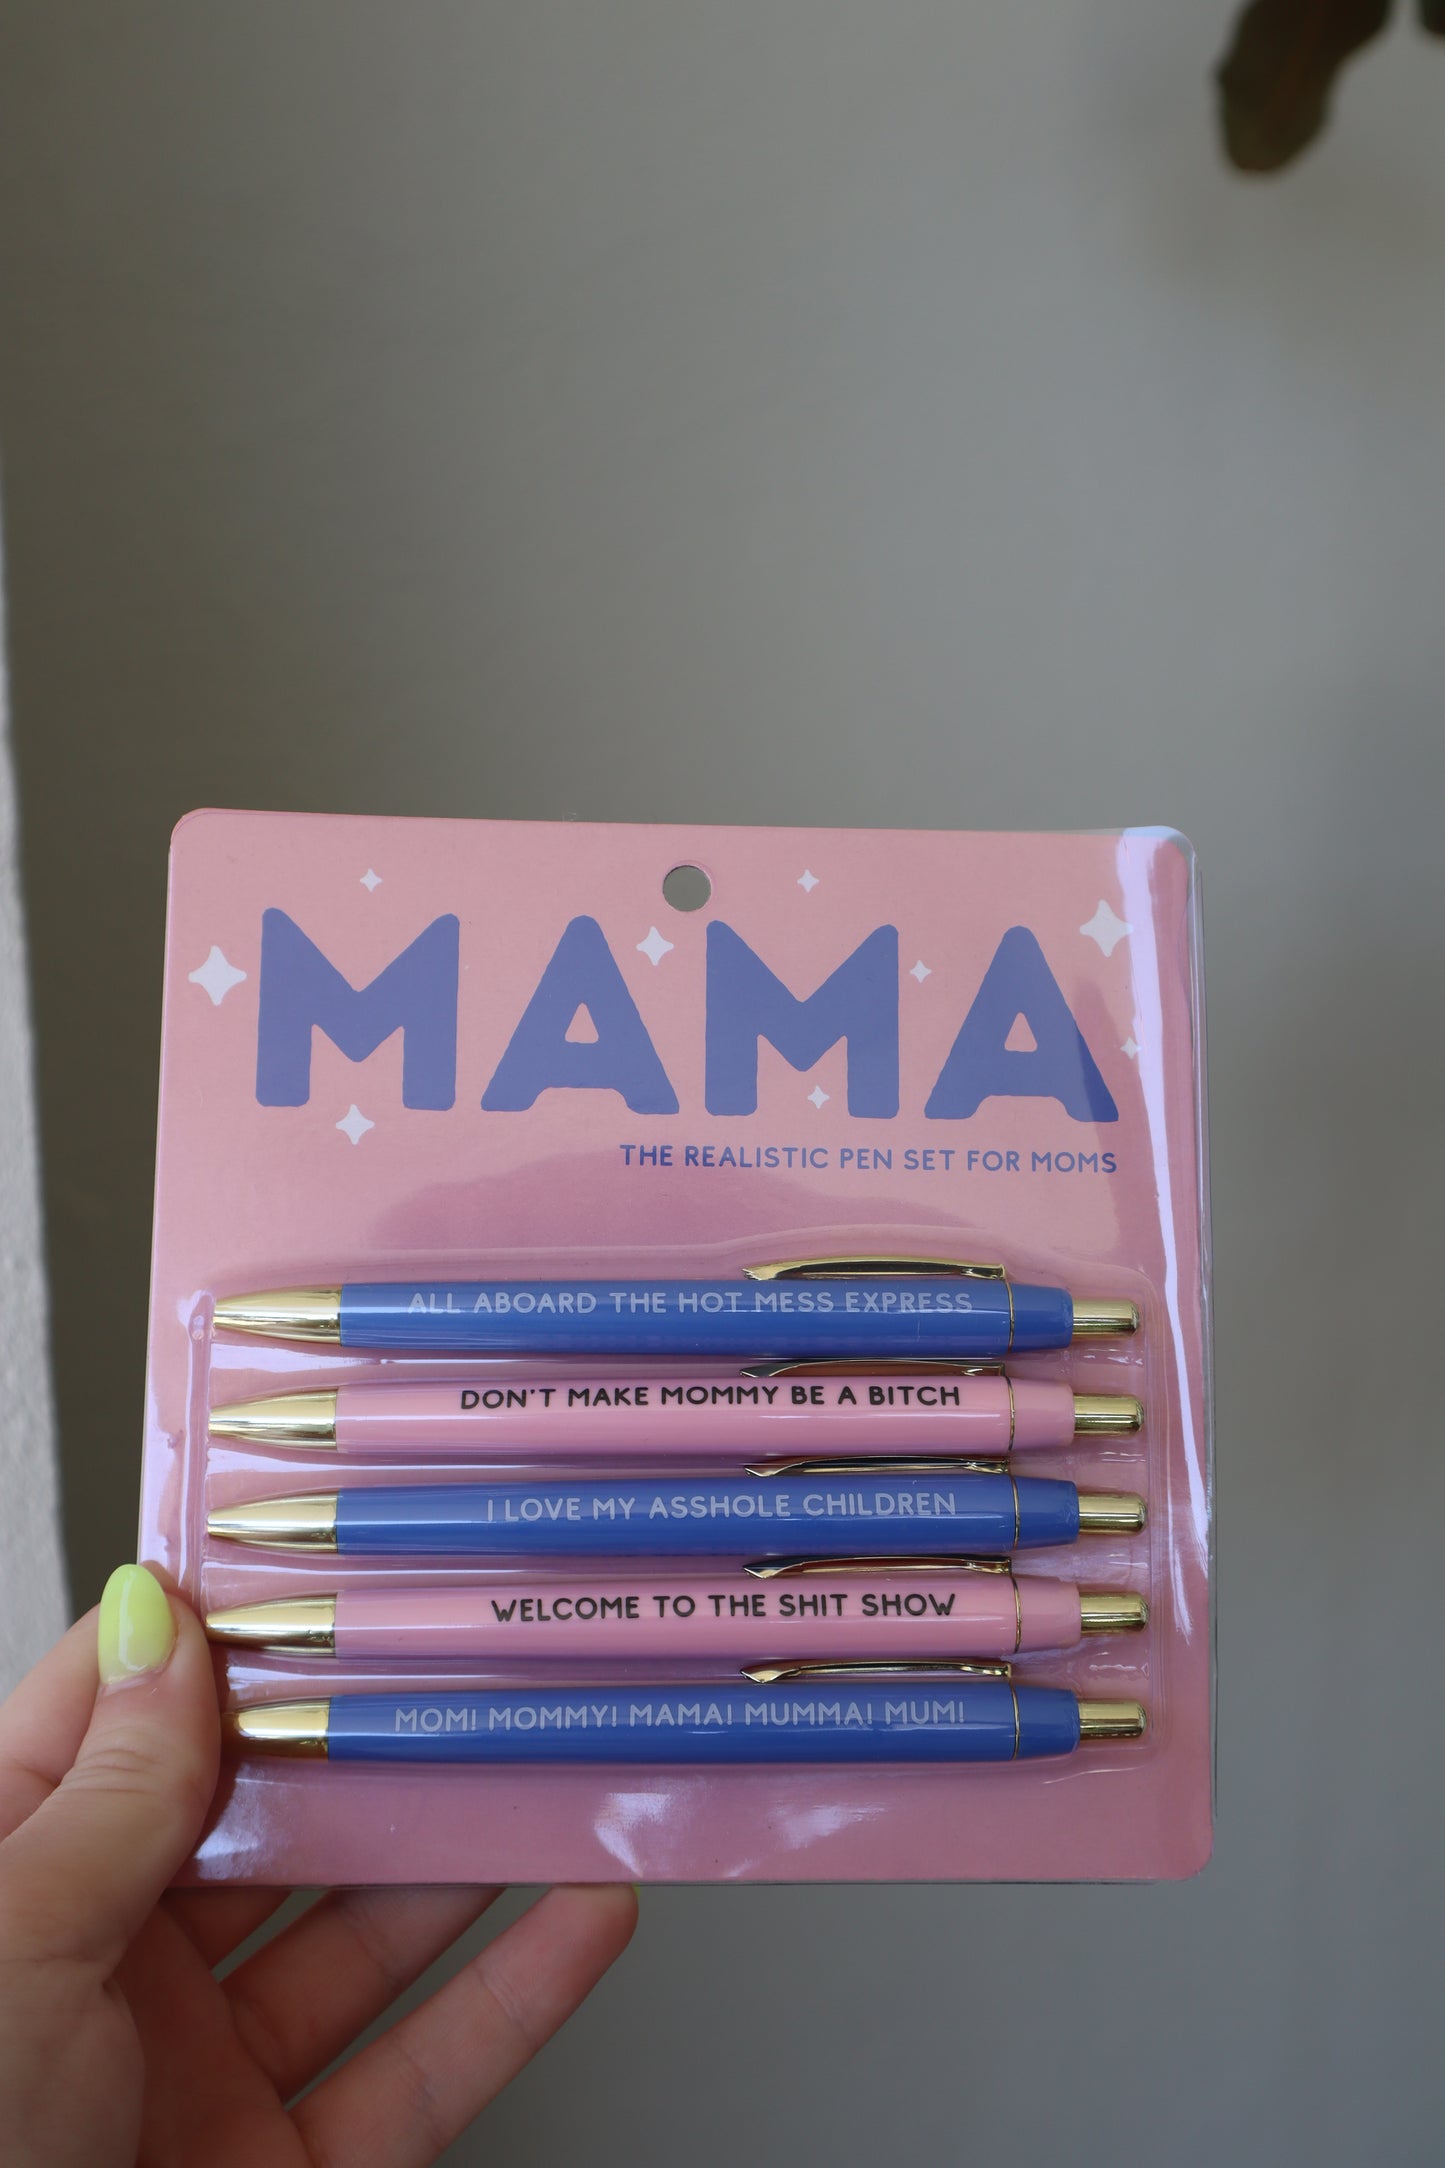 MAMA
THE REALISTIC PEN SET FOR MOMS
ALL ABOARD THE HOT MESS EXPRESS
DON'T MAKE MOMMY BE A BITCH
I LOVE MY ASSHOLE CHILDREN
WELCOME TO THE SHIT SHOW
MOM! MOMMY! MAMA! MUMMA! MUM!